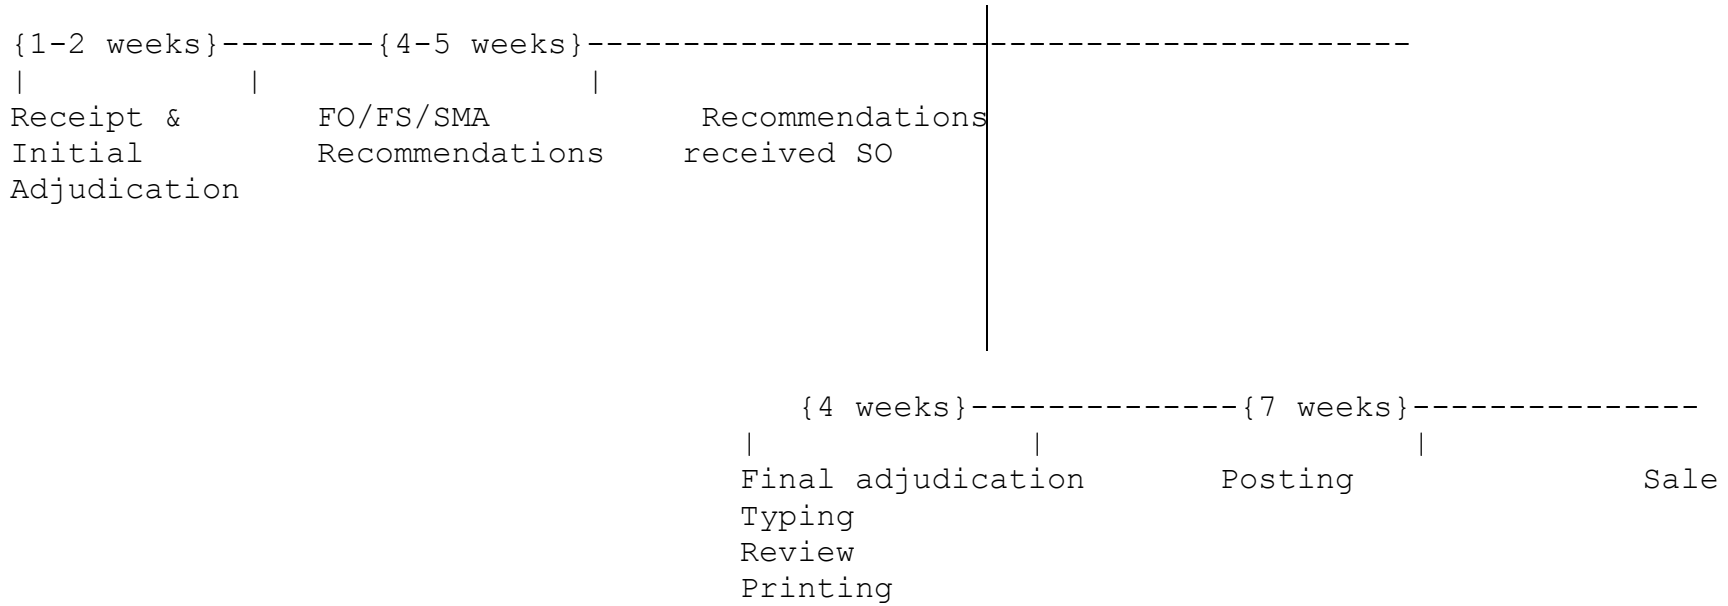 {1-2 weeks}--------{4-5 weeks}-------------------------------------------
|            |                 |
Receipt &       FO/FS/SMA           Recommendations
Initial         Recommendations    received SO
Adjudication
{4 weeks}--------------{7 weeks}---------------
|              |                   |
Final adjudication       Posting               Sale
Typing
Review
Printing